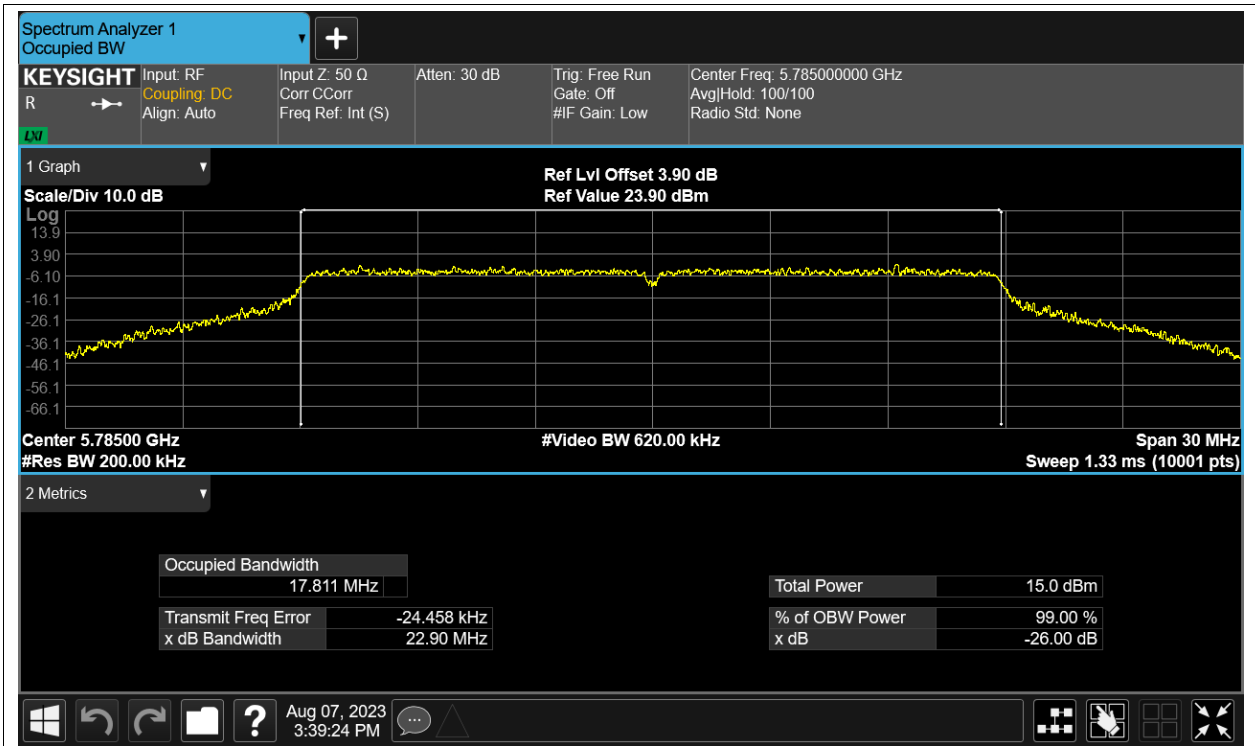 Spectrum Analyzer 1
Occupied BW
KEYSIGHT
R
LXI
Input: RF
Coupling: DC
Align: Auto
Input Z: 50 Ω
Corr CCorr
Freq Ref: Int (S)
Atten: 30 dB
Trig: Free Run
Gate: Off
#IF Gain: Low
Center Freq: 5.785000000 GHz
Avg|Hold: 100/100
Radio Std: None
1 Graph
Scale/Div 10.0 dB
Ref Lvl Offset 3.90 dB
Ref Value 23.90 dBm
Log
13.9
3.90
-6.10
-16.1
-26.1
-36.1
-46.1
-56.1
-66.1
Center 5.78500 GHz
#Video BW 620.00 kHz
Span 30 MHz
#Res BW 200.00 kHz
Sweep 1.33 ms (10001 pts)
2 Metrics
Occupied Bandwidth
17.811 MHz
Transmit Freq Error -24.458 kHz
x dB Bandwidth 22.90 MHz
Total Power 15.0 dBm
% of OBW Power 99.00 %
x dB -26.00 dB
?
Aug 07, 2023
3:39:24 PM